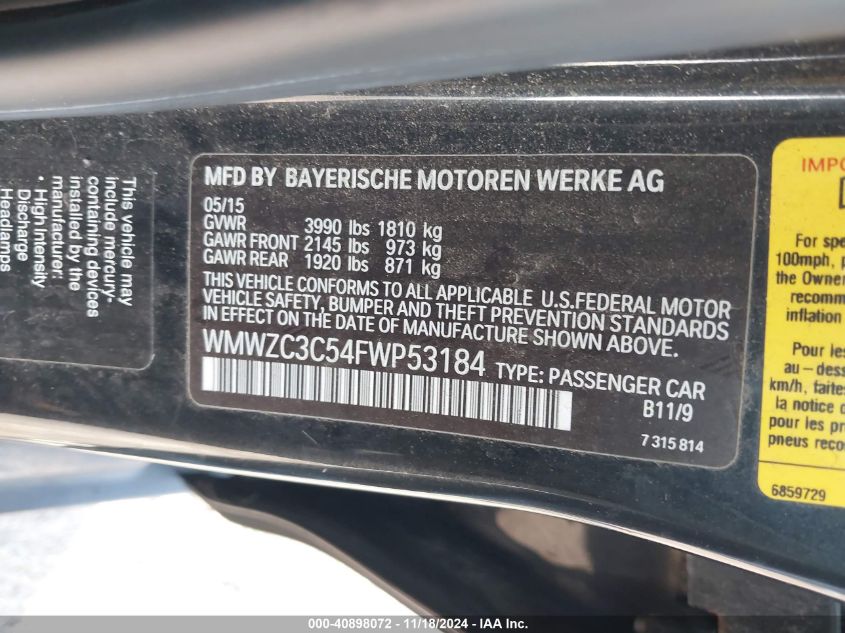 This vehicle may
include mercury-
containing devices
installed by the
manufacturer:
• High Intensity
Discharge
Headlamps
MFD BY BAYERISCHE MOTOREN WERKE AG
05/15
GVWR 3990 lbs 1810 kg
GAWR FRONT 2145 lbs 973 kg
GAWR REAR 1920 lbs 871 kg
THIS VEHICLE CONFORMS TO ALL APPLICABLE U.S.FEDERAL MOTOR
VEHICLE SAFETY, BUMPER AND THEFT PREVENTION STANDARDS
IN EFFECT ON THE DATE OF MANUFACTURE SHOWN ABOVE.
WMWZC3C54FWP53184 TYPE: PASSENGER CAR
B11/9
7 315 814
IMPO
For spe
100mph, p
the Owner
recomm
inflation
Pour les
au – dess
km/h, faites
la notice d
pour les pr
pneus reco
6859729
000-40898072 - 11/18/2024 - IAA, Inc.